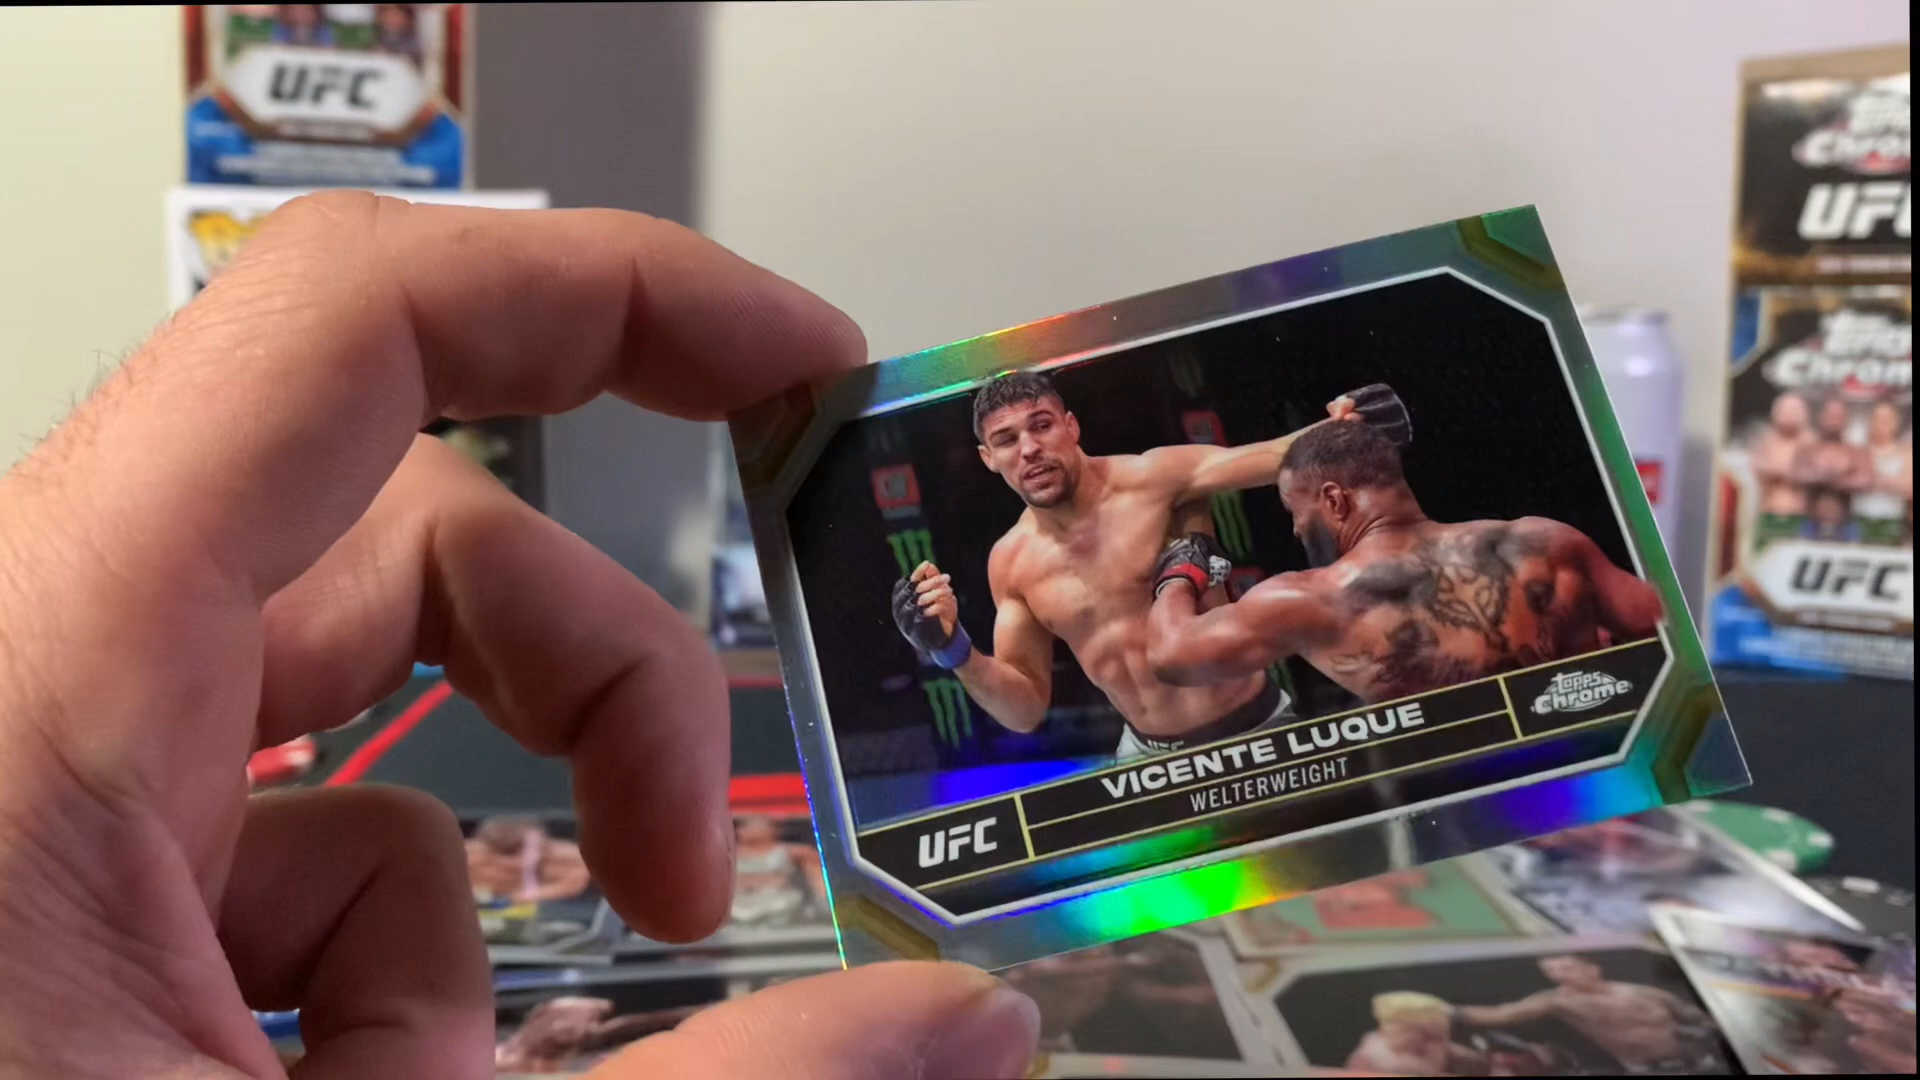 UFC
Topps
Chrome
UFC
Topps
Chrome
VICENTE LUQUE
WELTERWEIGHT
UFC
Topps
Chrome
UFC